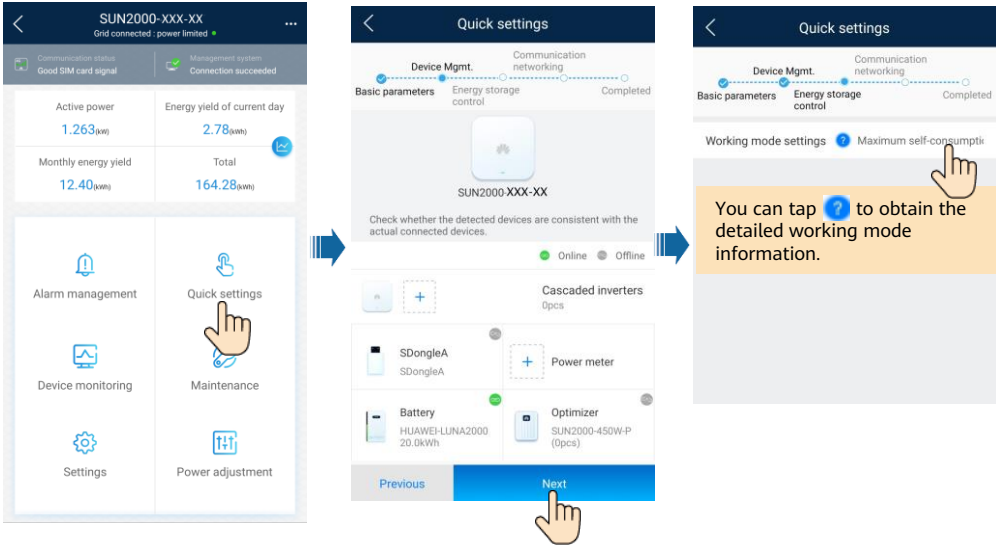 SUN2000-XXX-XX
Grid connected : power limited
Communication status
Good SIM card signal
Management system
Connection succeeded
Active power
1.263(kW)
Energy yield of current day
2.78(kWh)
Monthly energy yield
12.40(kWh)
Total
164.28(kWh)
Alarm management
Quick settings
Device monitoring
Maintenance
Settings
Power adjustment
Quick settings
Device Mgmt.
Communication
networking
Basic parameters
Energy storage
control
Completed
SUN2000-XXX-XX
Check whether the detected devices are consistent with the
actual connected devices.
Online
Offline
+
Cascaded inverters
0pcs
SDongleA
SDongleA
+
Power meter
Battery
HUAWEI-LUNA2000
20.0kWh
Optimizer
SUN2000-450W-P
(0pcs)
Previous
Next
Quick settings
Device Mgmt.
Communication
networking
Basic parameters
Energy storage
control
Completed
Working mode settings ? Maximum self-consumptic
You can tap ? to obtain the
detailed working mode
information.